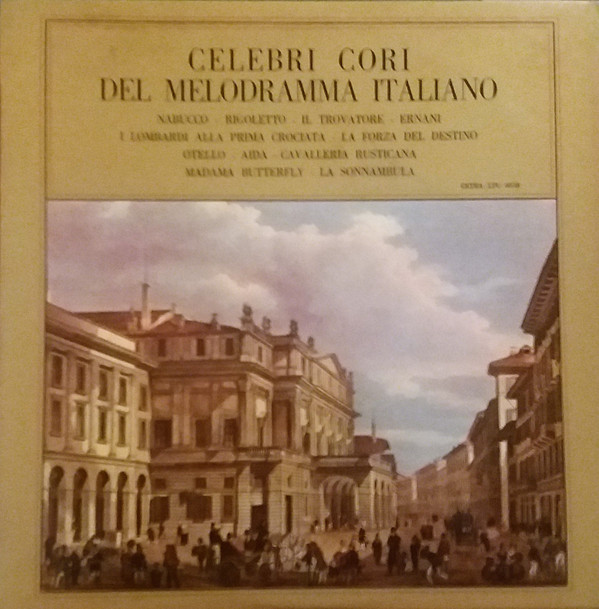 CELEBRI CORI
DEL MELODRAMMA ITALIANO
NABUCCO - RIGOLETTO - IL TROVATORE - ERNANI
I LOMBARDI ALLA PRIMA CROCIATA - LA FORZA DEL DESTINO
OTELLO - AIDA - CAVALLERIA RUSTICANA
MADAMA BUTTERFLY - LA SONNAMBULA